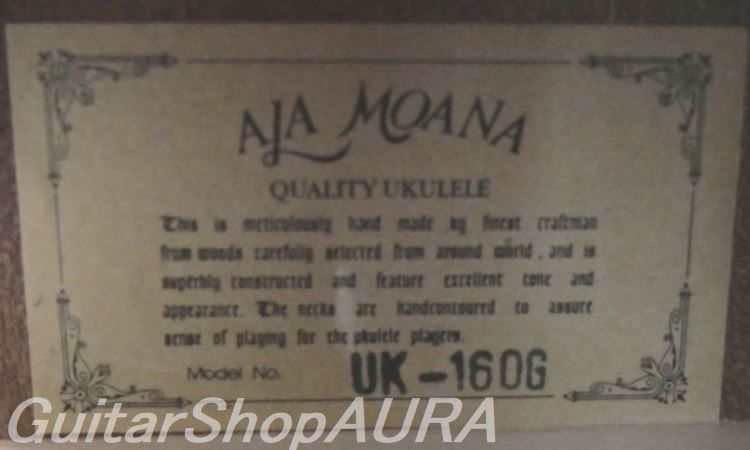 ALA MOANA
QUALITY UKULELE
This is meticulously hand made by finest craftman
from woods carefully selected from around world , and is
superbly constructed and feature excellent tone and
appearance. The necks are handcontoured to assure
sense of playing for the ukulele players.
Model No. UK-160G
GuitarShopAURA